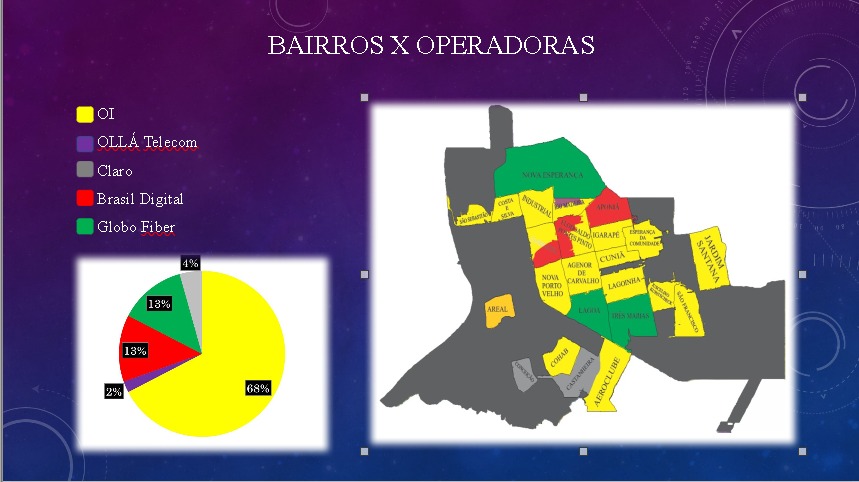 BAIRROS X OPERADORAS
OI
OLLÁ Telecom
Claro
Brasil Digital
Globo Fiber
4%
13%
13%
2%
68%
NOVA ESPERANÇA
SÃO SEBASTIÃO
COSTA
E
SILVA
INDUSTRIAL
APONIÃ
IGARAPÉ
ESPERANÇA
DA
COMUNIDADE
CUNIÃ
JARDIM
SANTANA
NOVA
PORTO
VELHO
AGENOR
DE
CARVALHO
LAGOINHA
SÃO FRANCISCO
LAGOA
TRÊS MARIAS
AREAL
COHAB
CASTANHEIRA
AEROCLUBE